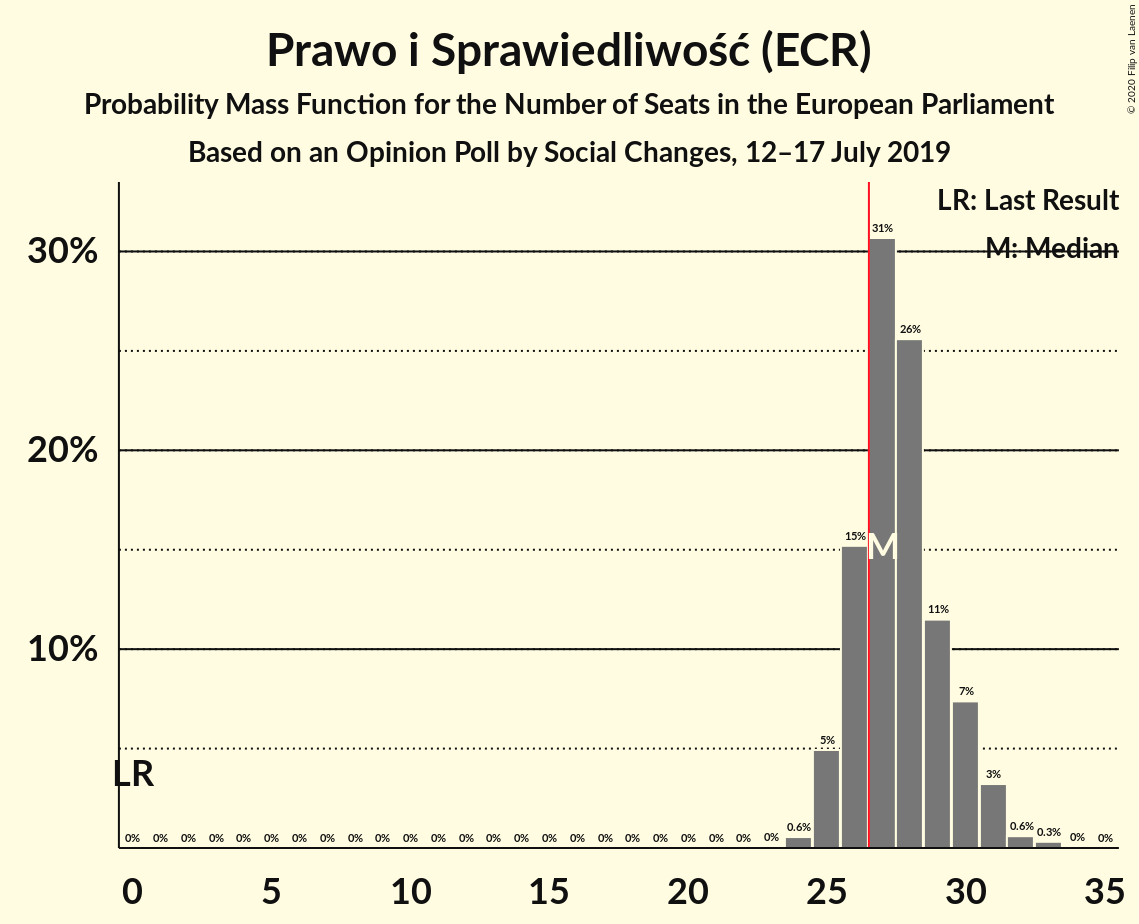 Prawo i Sprawiedliwość (ECR)
Probability Mass Function for the Number of Seats in the European Parliament
Based on an Opinion Poll by Social Changes, 12–17 July 2019
© 2020 Filip van Laenen
LR: Last Result
M: Median
30%
20%
10%
31%
26%
15%
M
11%
7%
5%
3%
LR
0% 0% 0% 0% 0% 0% 0% 0% 0% 0% 0% 0% 0% 0% 0% 0% 0% 0% 0% 0% 0% 0% 0% 0% 0.6% 0.6% 0.3% 0% 0%
0 5 10 15 20 25 30 35